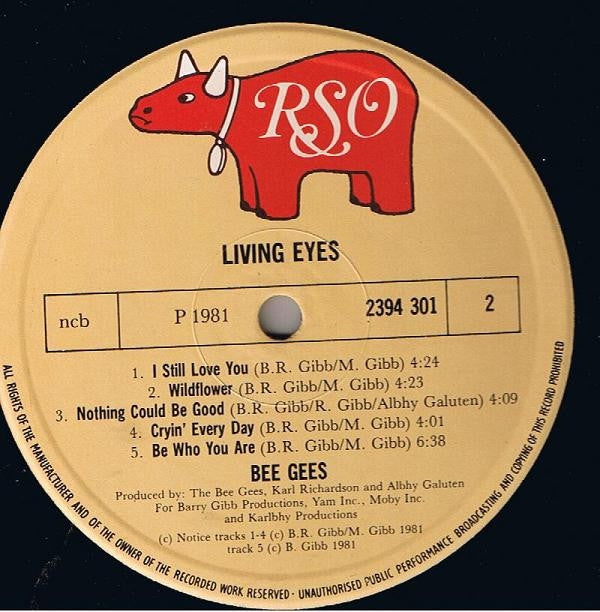 RSO
LIVING EYES
ncb P 1981 2394 301 2
1. I Still Love You (B.R. Gibb/M. Gibb) 4:24
2. Wildflower (B.R. Gibb/M. Gibb) 4:23
3. Nothing Could Be Good (B.R. Gibb/R. Gibb/Albhy Galuten) 4:09
4. Cryin' Every Day (B.R. Gibb/M. Gibb) 4:01
5. Be Who You Are (B.R. Gibb/M. Gibb) 6:38
BEE GEES
Produced by: The Bee Gees, Karl Richardson and Albhy Galuten
For Barry Gibb Productions, Yam Inc., Moby Inc.
and Karlbhy Productions
(c) Notice tracks 1-4 (c) B.R. Gibb/M. Gibb 1981
track 5 (c) B. Gibb 1981
ALL RIGHTS OF THE MANUFACTURER AND OF THE OWNER OF THE RECORDED WORK RESERVED · UNAUTHORISED PUBLIC PERFORMANCE BROADCASTING AND COPYING OF THIS RECORD PROHIBITED